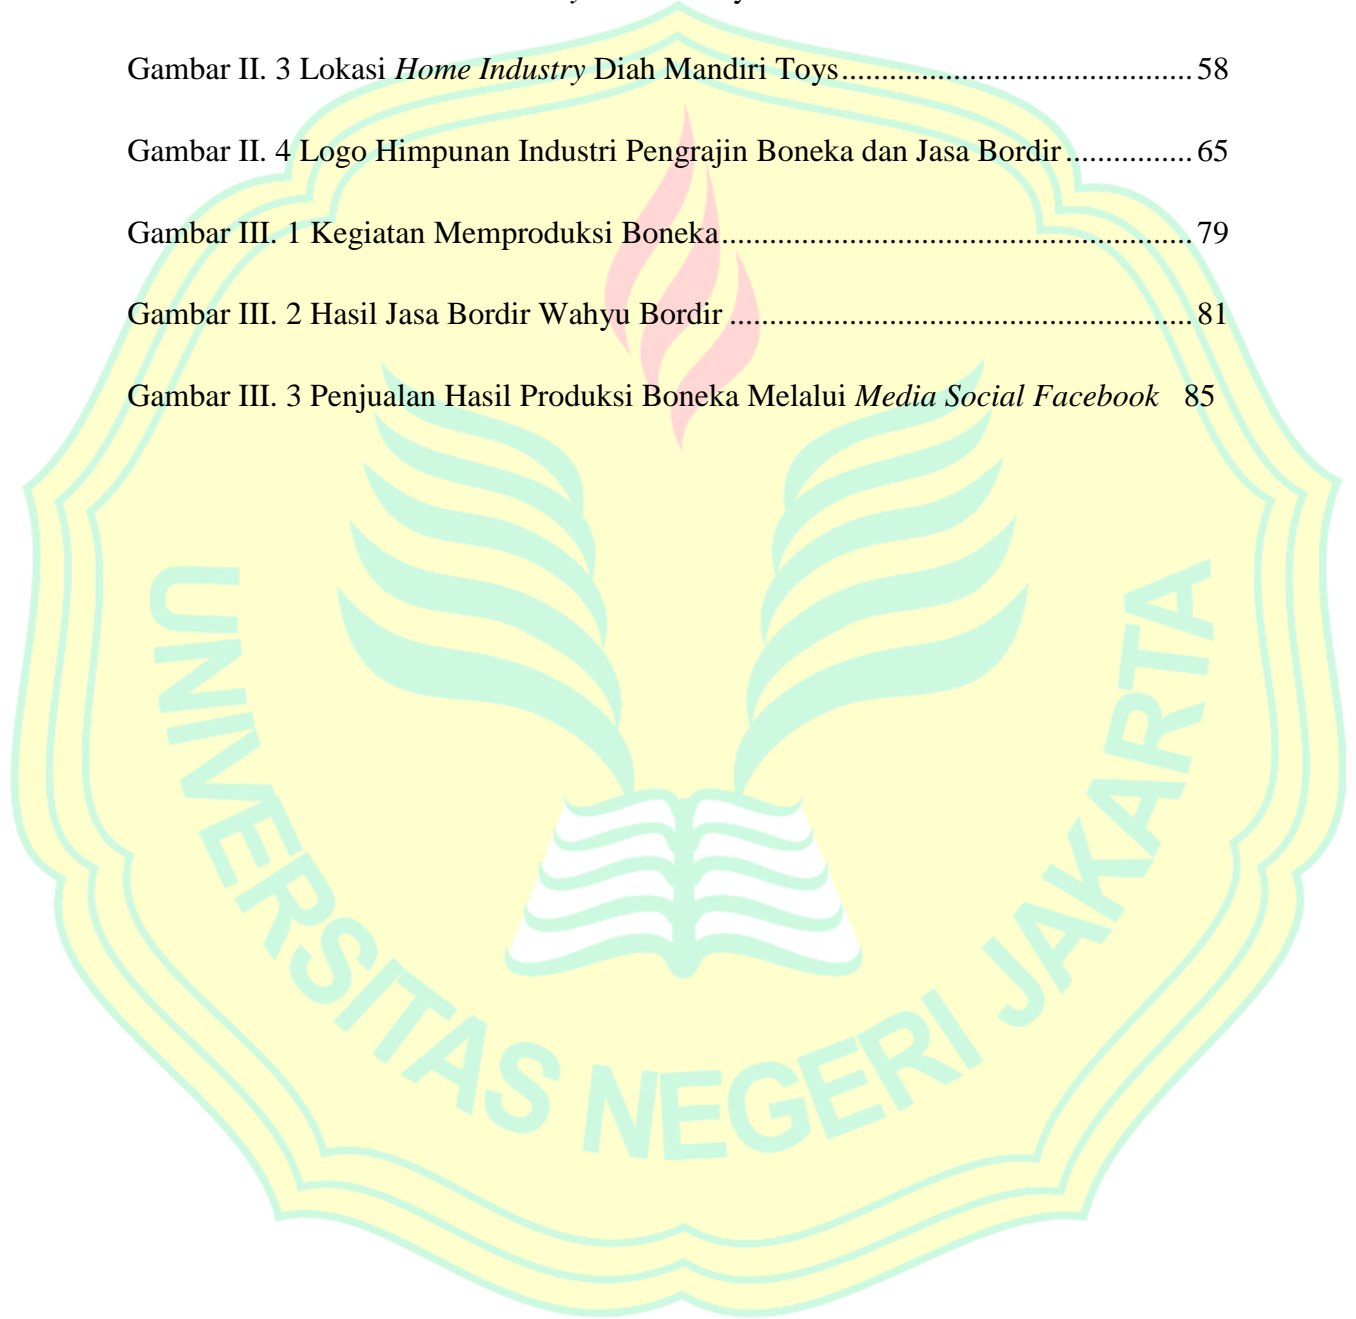 Gambar II. 3 Lokasi Home Industry Diah Mandiri Toys............................................ 58
Gambar II. 4 Logo Himpunan Industri Pengrajin Boneka dan Jasa Bordir................ 65
Gambar III. 1 Kegiatan Memproduksi Boneka........................................................... 79
Gambar III. 2 Hasil Jasa Bordir Wahyu Bordir .......................................................... 81
Gambar III. 3 Penjualan Hasil Produksi Boneka Melalui Media Social Facebook 85
UNIVERSITAS NEGERI JAKARTA